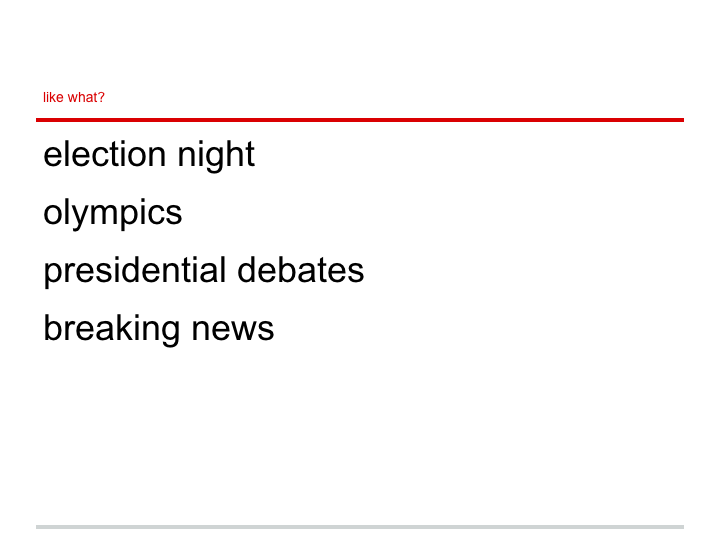 like what?
election night
olympics
presidential debates
breaking news